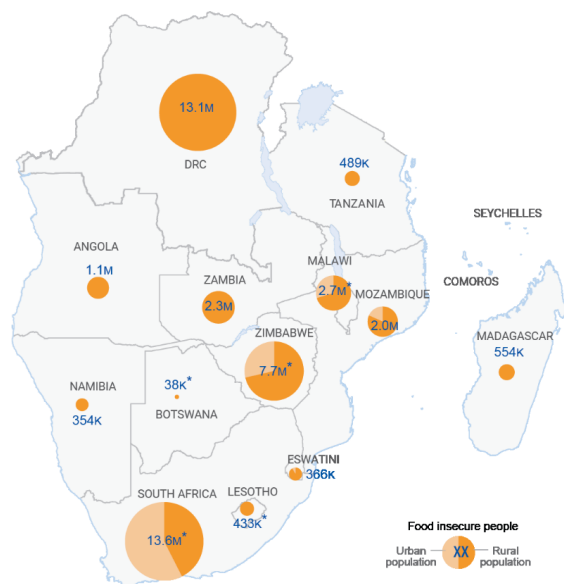 13.1M
DRC
489K
TANZANIA
SEYCHELLES
ANGOLA
1.1M
MALAWI
2.7M*
COMOROS
ZAMBIA
2.3M
MOZAMBIQUE
2.0M
ZIMBABWE
7.7M*
MADAGASCAR
554K
NAMIBIA
354K
38K*
BOTSWANA
ESWATINI
366K
SOUTH AFRICA
13.6M*
LESOTHO
433K*
Food insecure people
Urban population
XX
Rural population